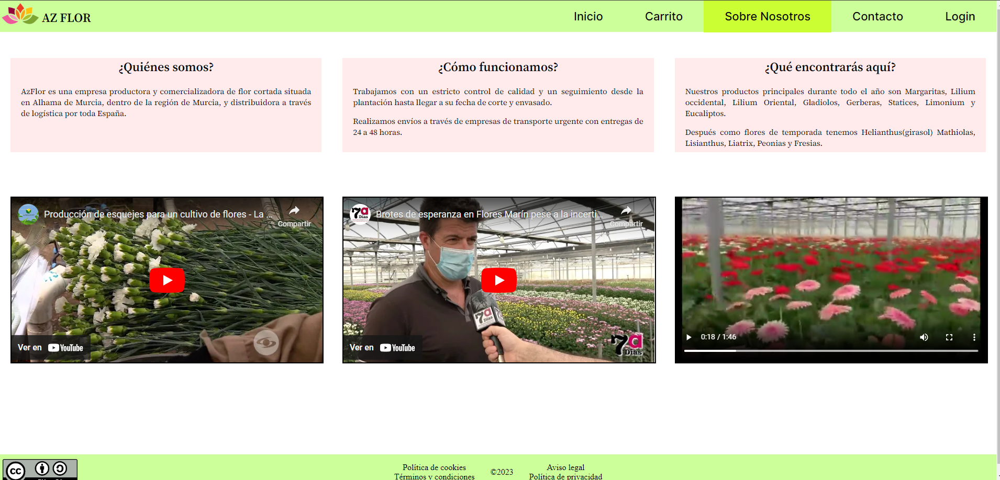 AZ FLOR
Inicio
Carrito
Sobre Nosotros
Contacto
Login
¿Quiénes somos?
AzFlor es una empresa productora y comercializadora de flor cortada situada
en Alhama de Murcia, dentro de la región de Murcia, y distribuidora a través
de logística por toda España.
¿Cómo funcionamos?
Trabajamos con un estricto control de calidad y un seguimiento desde la
plantación hasta llegar a su fecha de corte y envasado.
Realizamos envíos a través de empresas de transporte urgente con entregas de
24 a 48 horas.
¿Qué encontrarás aquí?
Nuestros productos principales durante todo el año son Margaritas, Lilium
occidental, Lilium Oriental, Gladiolos, Gerberas, Statices, Limonium y
Eucaliptos.
Después como flores de temporada tenemos Helianthus(girasol) Mathiolas,
Lisianthus, Liatrix, Peonias y Fresias.
Producción de esquejes para un cultivo de flores - La ...
Compartir
Ver en YouTube
7a Días
Brotes de esperanza en Flores Marín pese a la incerti...
Compartir
7a Días
7a Días
Ver en YouTube
0:18 / 1:46
cc
Política de cookies
Términos y condiciones
©2023
Aviso legal
Política de privacidad